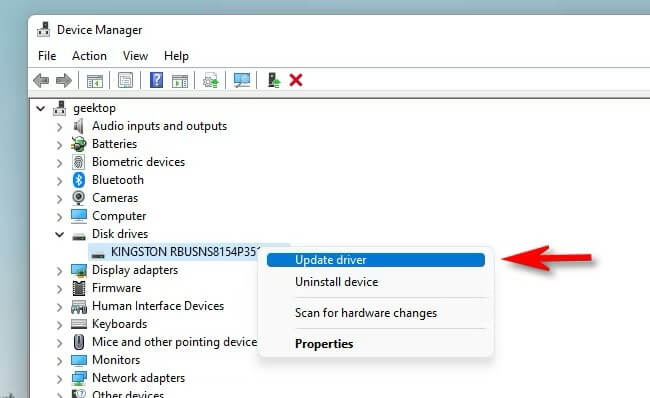 Device Manager
File Action View Help
geektop
Audio inputs and outputs
Batteries
Biometric devices
Bluetooth
Cameras
Computer
Disk drives
KINGSTON RBUSNS8154P351
Update driver
Uninstall device
Scan for hardware changes
Properties
Display adapters
Firmware
Human Interface Devices
Keyboards
Mice and other pointing device
Monitors
Network adapters
Other devices